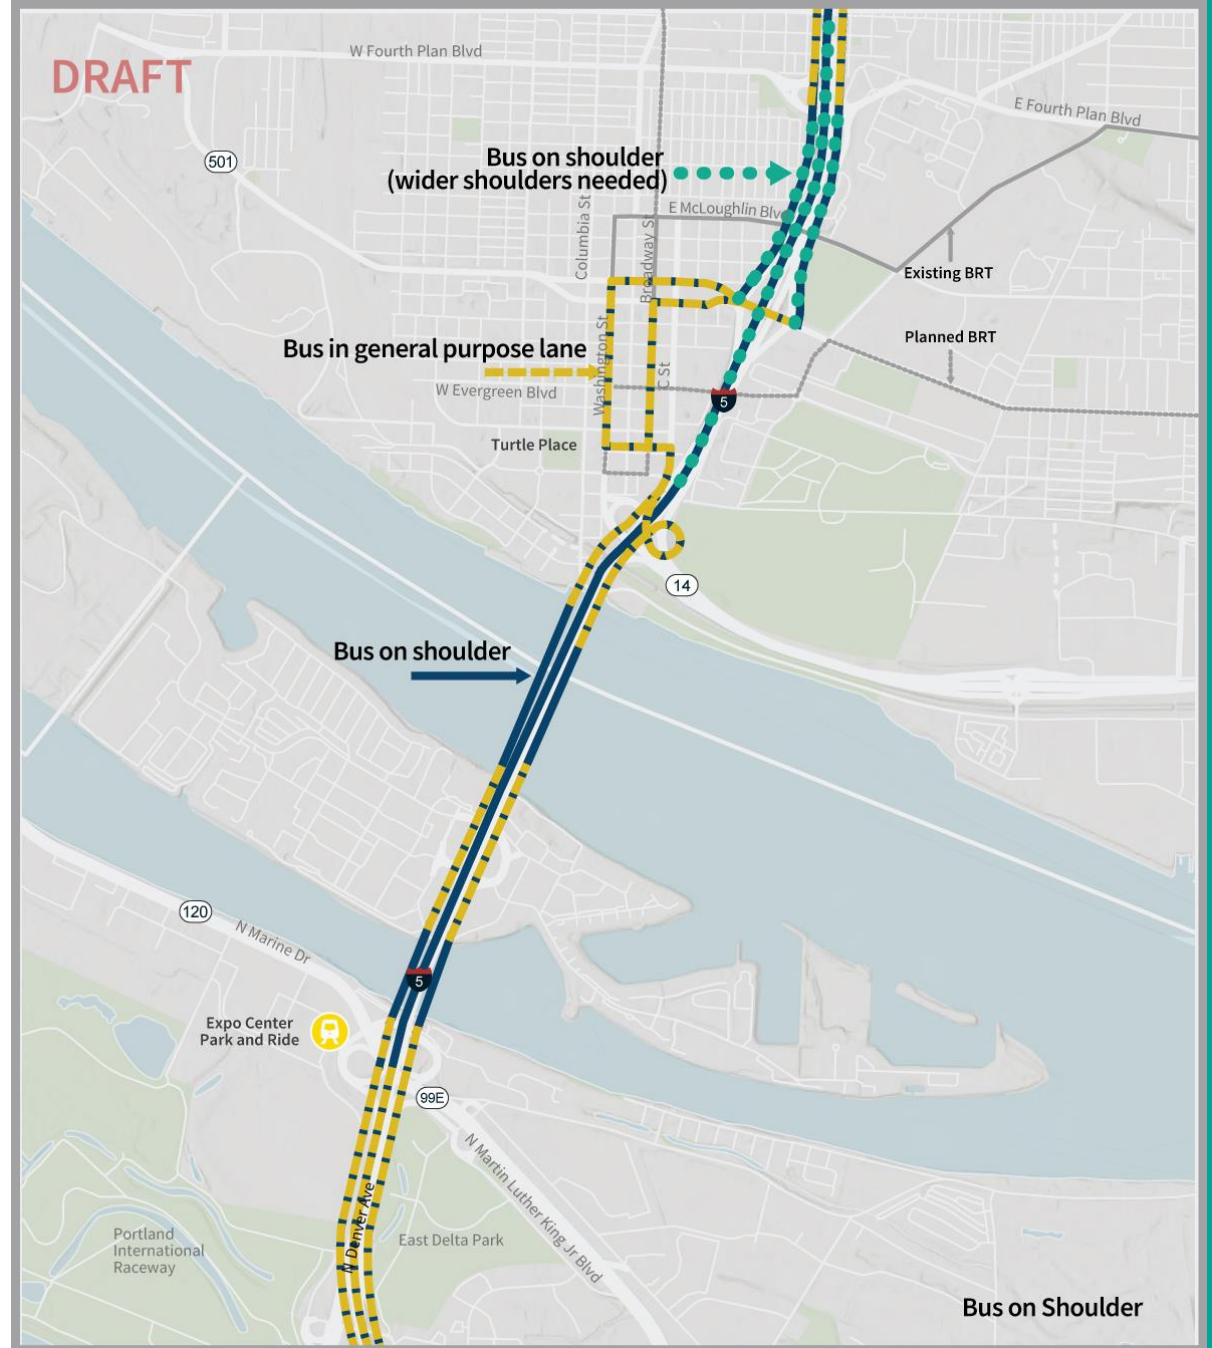 W Fourth Plan Blvd
DRAFT
E Fourth Plan Blvd
501
Bus on shoulder
(wider shoulders needed)
E McLoughlin Blv
Columbia St
Broadway St
Existing BRT
Planned BRT
Bus in general purpose lane
Washington St
C St
W Evergreen Blvd
5
Turtle Place
14
Bus on shoulder
120
N Marine Dr
5
Expo Center
Park and Ride
99E
N Martin Luther King Jr Blvd
N Denver Ave
Portland
International
Raceway
East Delta Park
Bus on Shoulder